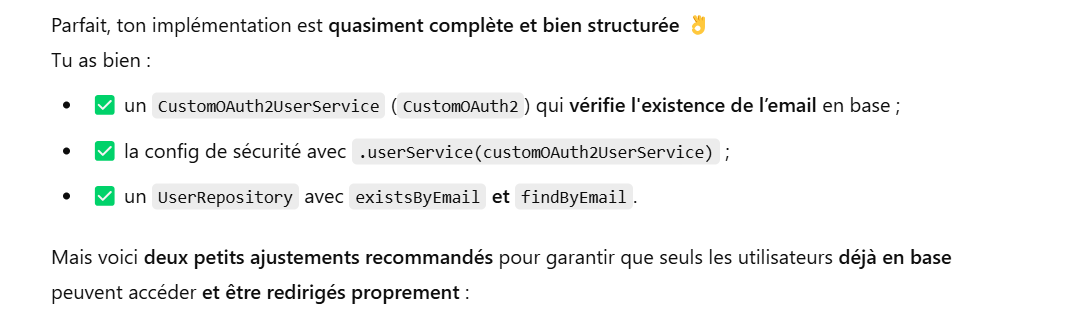 Parfait, ton implémentation est quasiment complète et bien structurée 👌
Tu as bien :
• ✅ un CustomOAuth2UserService (CustomOAuth2) qui vérifie l'existence de l’email en base ;
• ✅ la config de sécurité avec .userService(customOAuth2UserService) ;
• ✅ un UserRepository avec existsByEmail et findByEmail.
Mais voici deux petits ajustements recommandés pour garantir que seuls les utilisateurs déjà en base
peuvent accéder et être redirigés proprement :